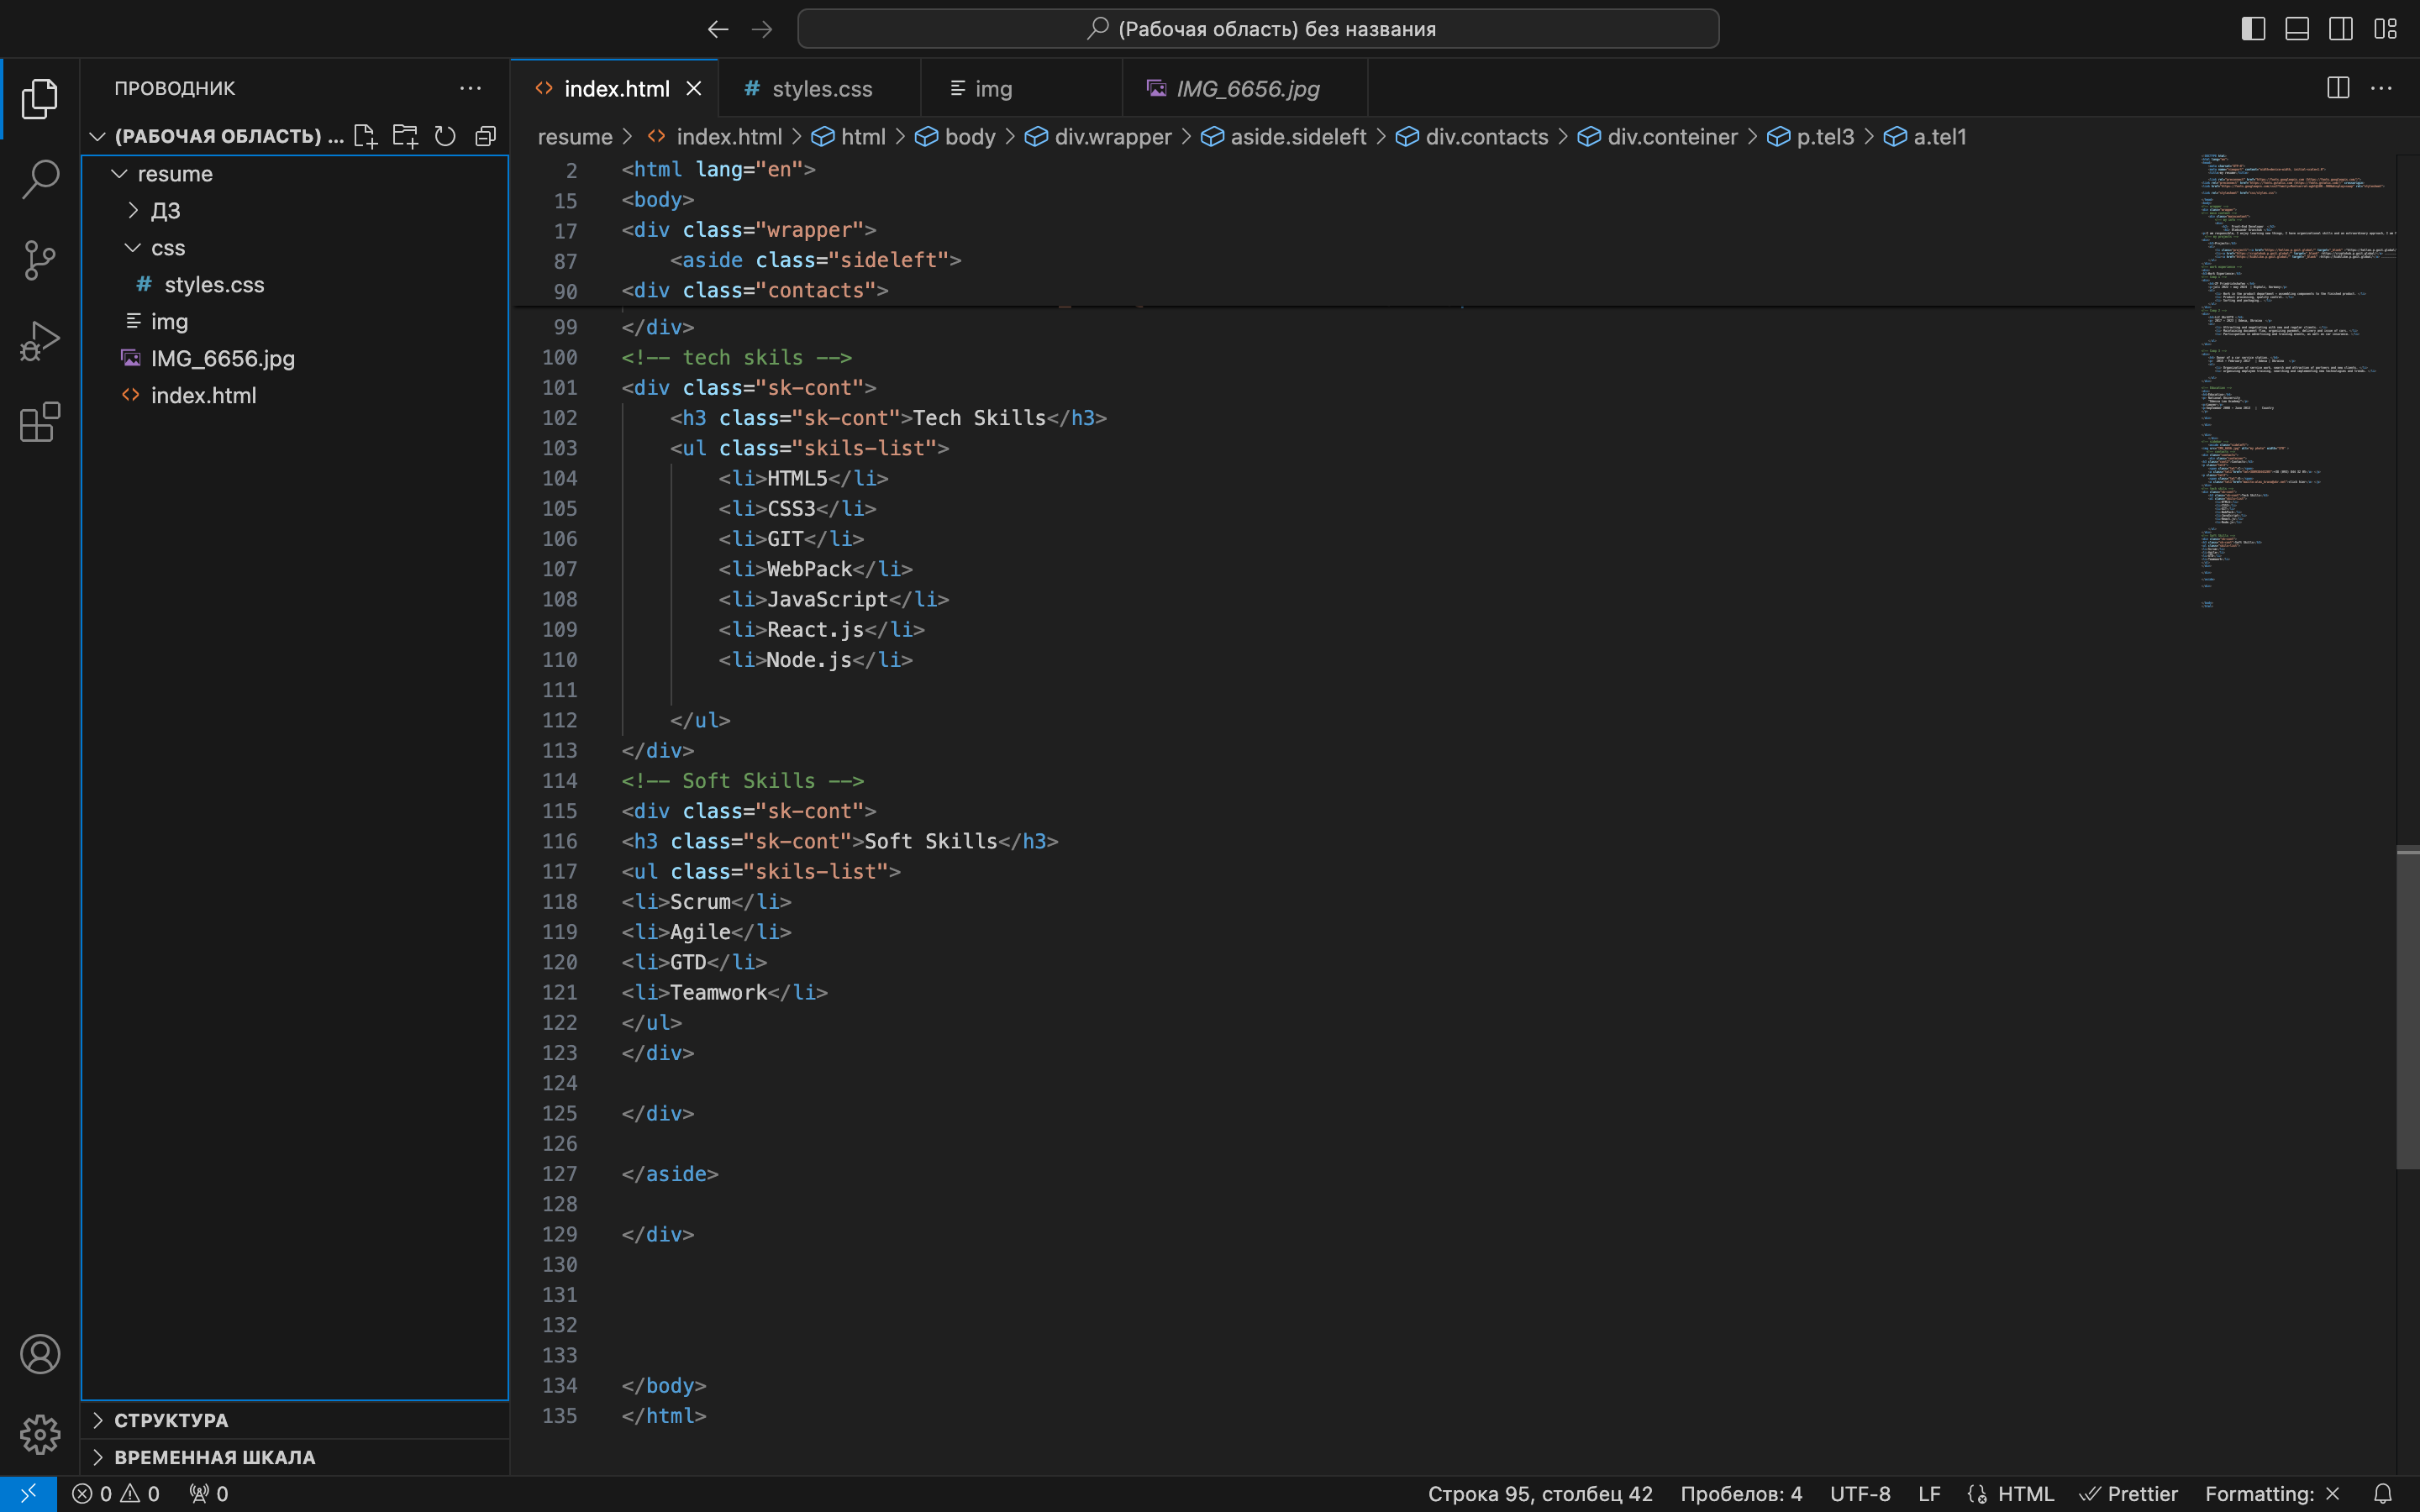 (Рабочая область) без названия
ПРОВОДНИК
(РАБОЧАЯ ОБЛАСТЬ) ...
resume
ДЗ
css
# styles.css
img
IMG_6656.jpg
index.html
СТРУКТУРА
ВРЕМЕННАЯ ШКАЛА
index.html
# styles.css
img
IMG_6656.jpg
resume > index.html > html > body > div.wrapper > aside.sideleft > div.contacts > div.conteiner > p.tel3 > a.tel1
2 <html lang="en">
15 <body>
17 <div class="wrapper">
87 <aside class="sideleft">
90 <div class="contacts">
99 </div>
100 <!-- tech skils -->
101 <div class="sk-cont">
102 <h3 class="sk-cont">Tech Skills</h3>
103 <ul class="skils-list">
104 <li>HTML5</li>
105 <li>CSS3</li>
106 <li>GIT</li>
107 <li>WebPack</li>
108 <li>JavaScript</li>
109 <li>React.js</li>
110 <li>Node.js</li>
111
112 </ul>
113 </div>
114 <!-- Soft Skills -->
115 <div class="sk-cont">
116 <h3 class="sk-cont">Soft Skills</h3>
117 <ul class="skils-list">
118 <li>Scrum</li>
119 <li>Agile</li>
120 <li>GTD</li>
121 <li>Teamwork</li>
122 </ul>
123 </div>
124
125 </div>
126
127 </aside>
128
129 </div>
130
131
132
133
134 </body>
135 </html>
0 0 0
Строка 95, столбец 42 Пробелов: 4 UTF-8 LF HTML Prettier Formatting: ×